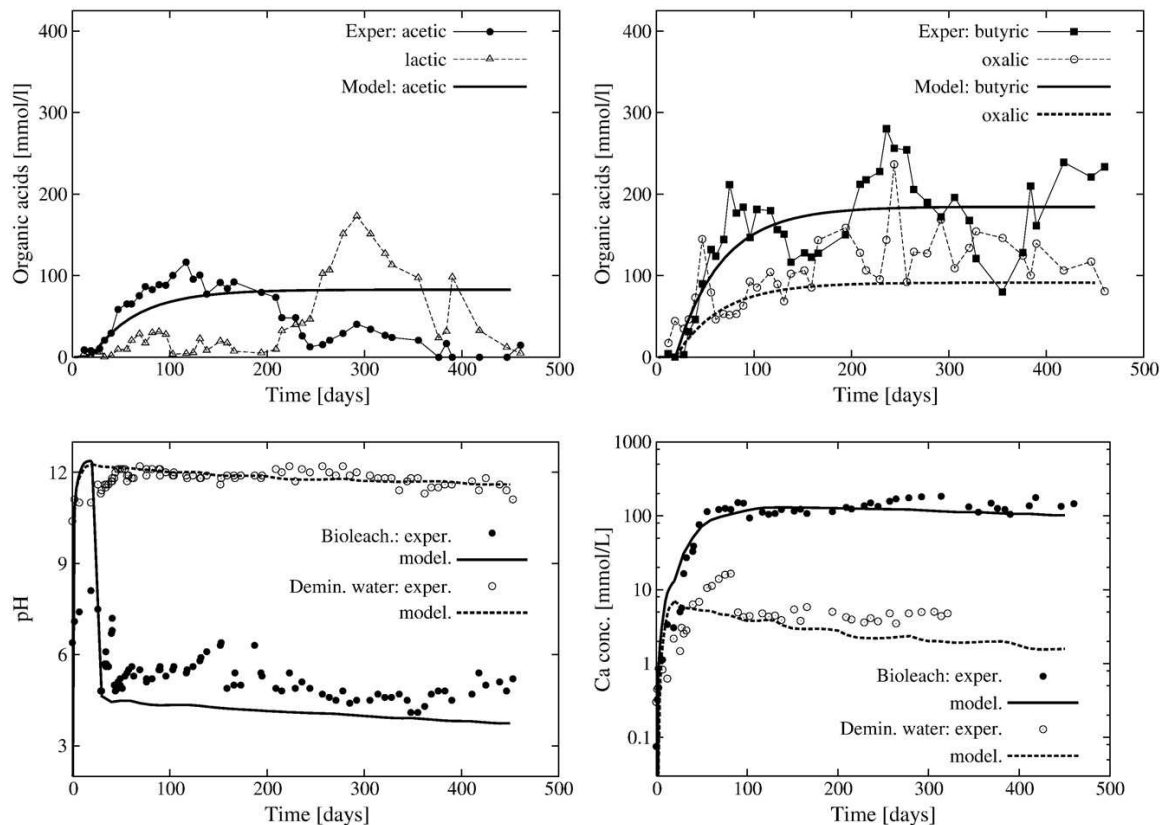 Organic acids [mmol/l]
400
300
200
100
0
Exper: acetic
lactic
Model: acetic
0 100 200 300 400 500
Time [days]
Organic acids [mmol/l]
400
300
200
100
0
Exper: butyric
oxalic
Model: butyric
oxalic
0 100 200 300 400 500
Time [days]
pH
12
9
6
3
Bioleach.: exper.
model.
Demin. water: exper.
model.
0 100 200 300 400 500
Time [days]
Ca conc. [mmol/L]
1000
100
10
1
0.1
Bioleach.: exper.
model.
Demin. water: exper.
model.
0 100 200 300 400 500
Time [days]